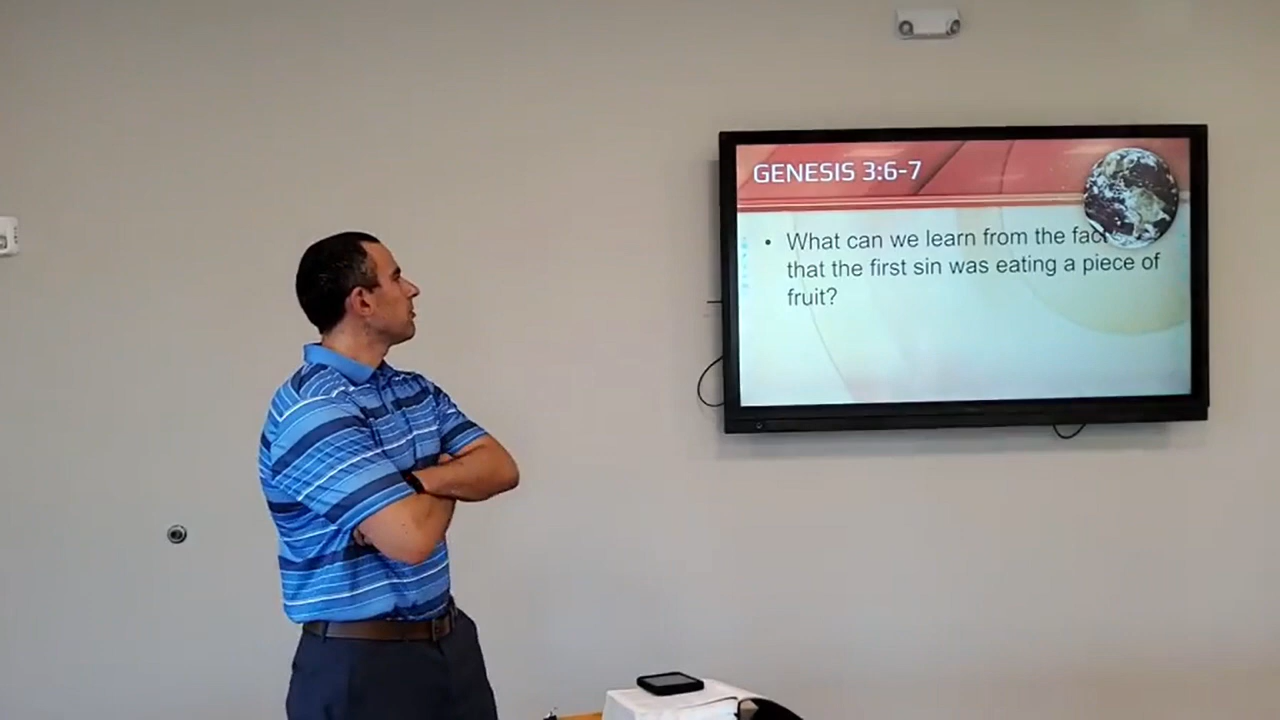 GENESIS 3:6-7
• What can we learn from the fact
that the first sin was eating a piece of
fruit?